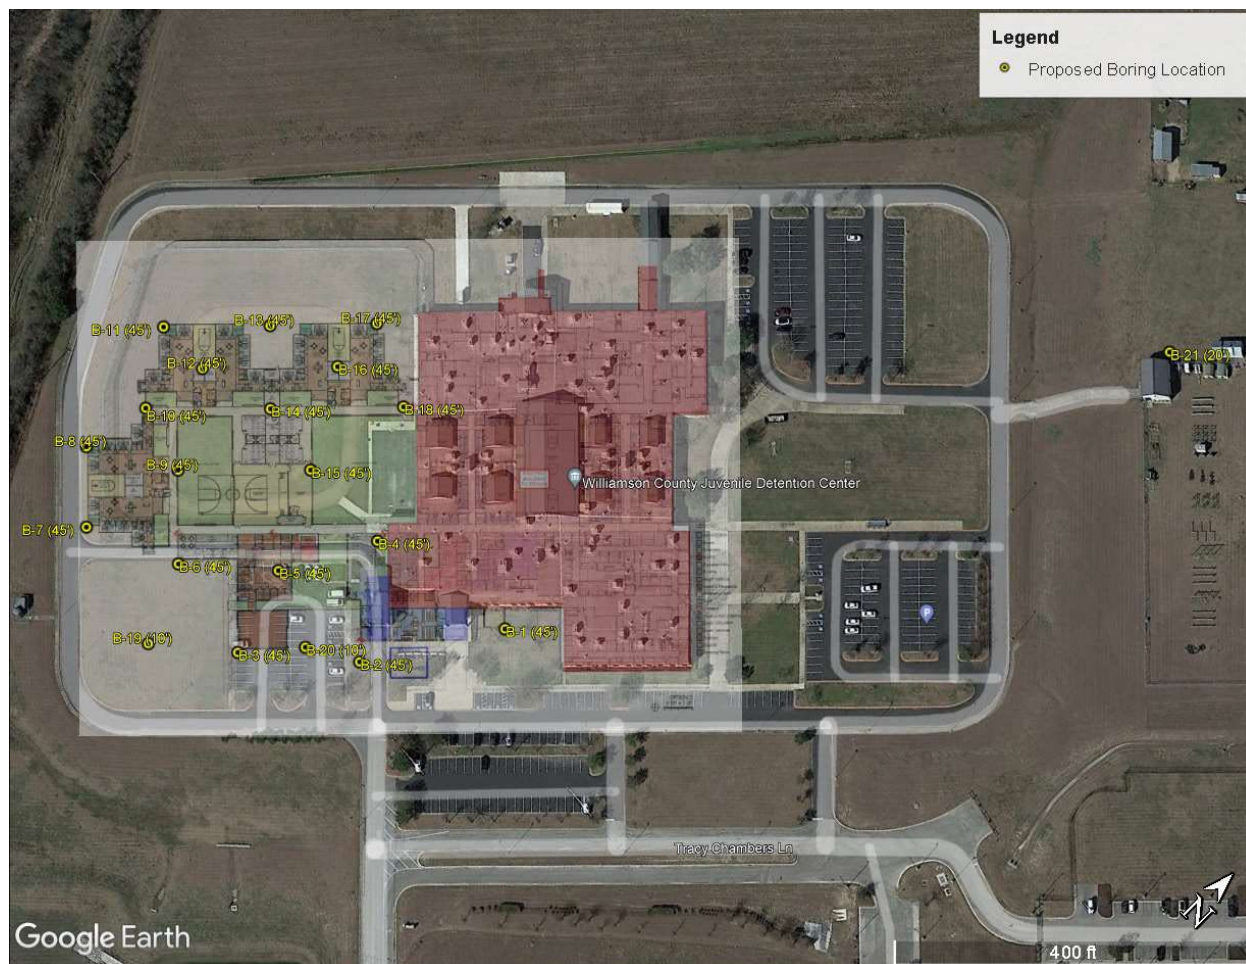 Legend
Proposed Boring Location
B-11 (45')
B-13 (45')
B-17 (45')
B-12 (45')
B-16 (45')
B-21 (20')
B-10 (45')
B-14 (45')
B-18 (45')
B-8 (45')
B-9 (45')
B-15 (45')
Williamson County Juvenile Detention Center
B-7 (45')
B-4 (45')
B-6 (45')
B-5 (45')
P
B-1 (45')
B-19 (10')
B-3 (45')
B-20 (10')
B-2 (45')
Tracy Chambers Ln
N
Google Earth
400 ft